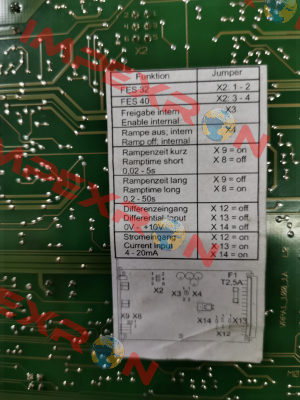 X2
Funktion Jumper
FES 32 X2: 1 - 2
FES 40 X2: 3 - 4
Freigabe intern X3
Enable internal
Rampe aus, intern X4
Ramp off, internal
Rampenzeit kurz X 9 = on
Ramptime short X 8 = off
0,02 - 5s
Rampenzeit lang X 9 = off
Ramptime long X 8 = on
0,2 - 50s
Differenzeingang X 12 = off
Differential-Input X 13 = off
0V - +10V X 14 = off
Stromeingang X 12 = on
Current Input X 13 = on
4 - 20mA X 14 = on
F1
T2,5A
X2
X3 X4
X9 X8
X14 X13
X12
IMPEXRON